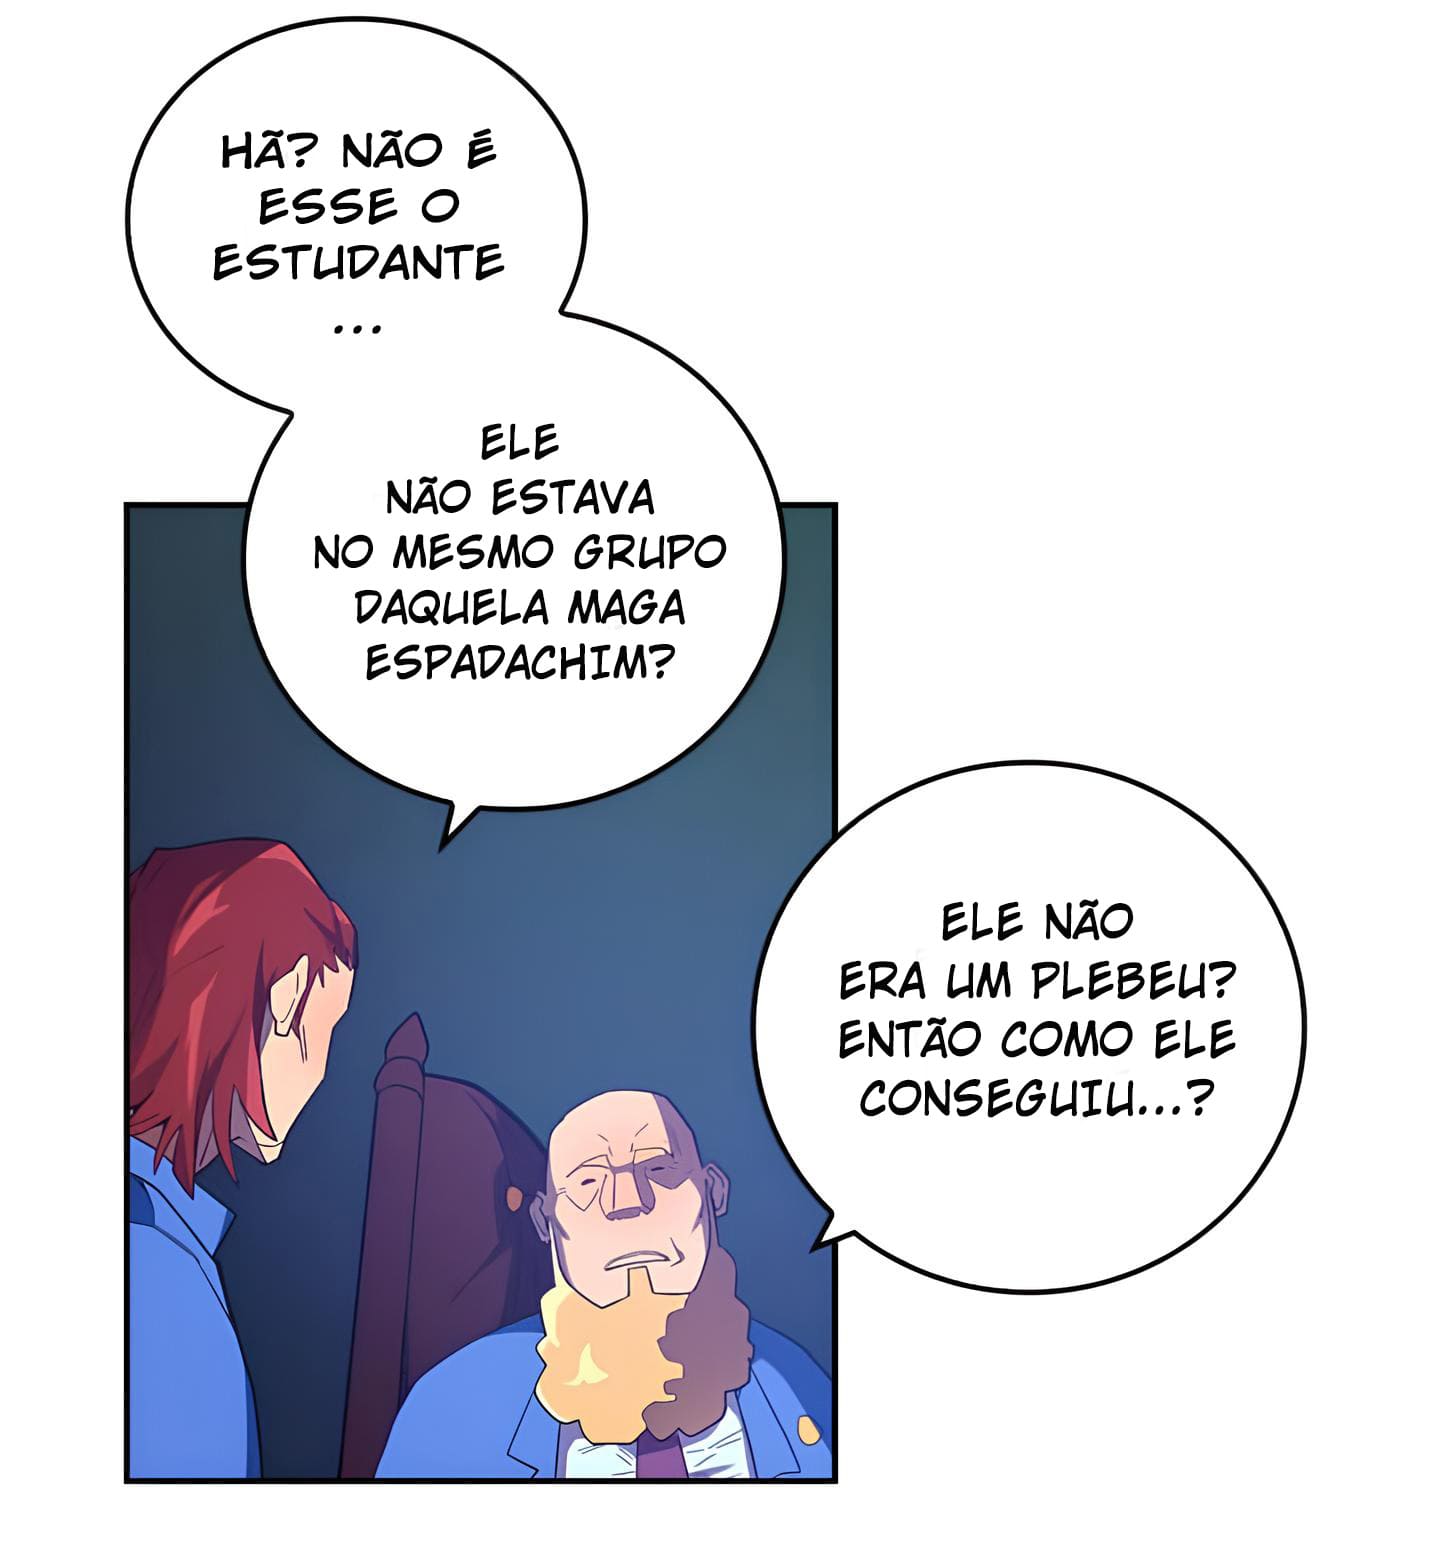 HÃ? NÃO É
ESSE O
ESTUDANTE
...
ELE
NÃO ESTAVA
NO MESMO GRUPO
DAQUELA MAGA
ESPADACHIM?
ELE NÃO
ERA UM PLEBEU?
ENTÃO COMO ELE
CONSEGUIU...?